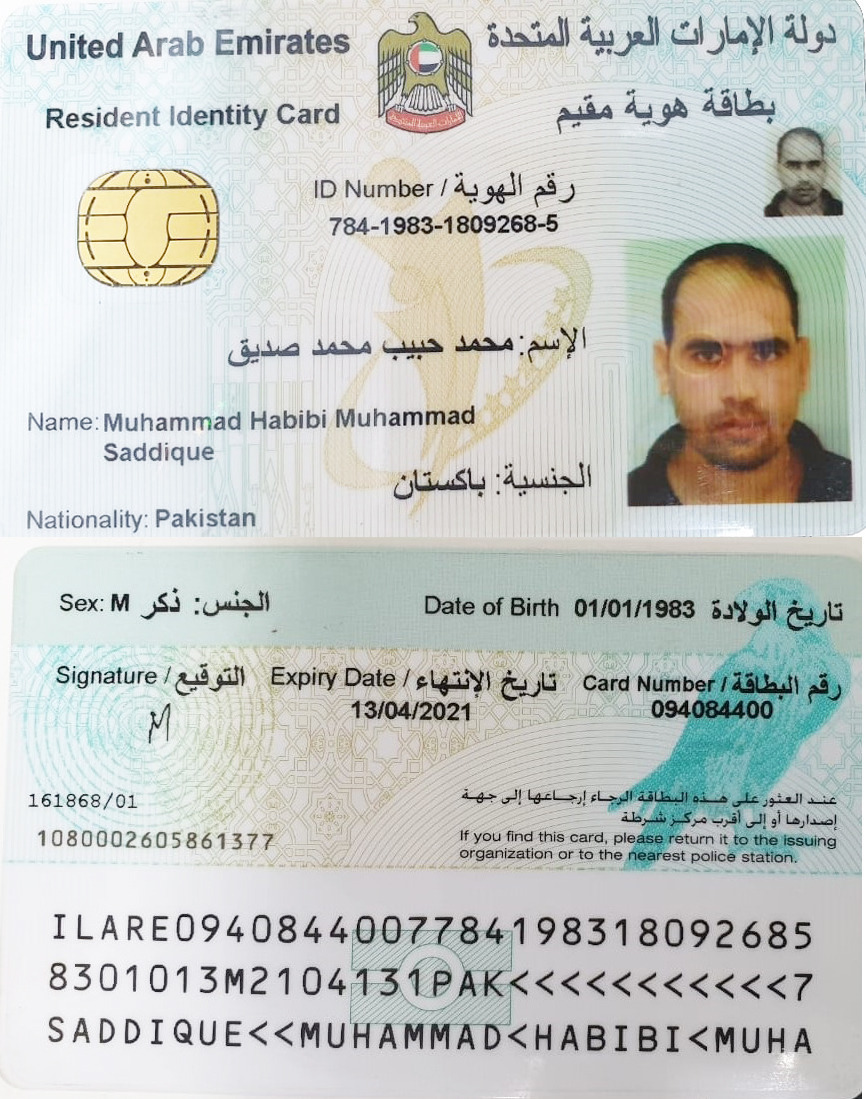 United Arab Emirates
دولة الإمارات العربية المتحدة
Resident Identity Card
بطاقة هوية مقيم
ID Number / رقم الهوية
784-1983-1809268-5
الإسم: محمد حبيب محمد صديق
Name: Muhammad Habibi Muhammad
Saddique
الجنسية: باكستان
Nationality: Pakistan
Sex: M الجنس: ذكر
Date of Birth 01/01/1983 تاريخ الولادة
Signature / التوقيع
Expiry Date / تاريخ الإنتهاء
13/04/2021
Card Number / رقم البطاقة
094084400
161868/01
1080002605861377
عند العثور على هذه البطاقة الرجاء إرجاعها إلى جهة
إصدارها أو إلى أقرب مركز شرطة
If you find this card, please return it to the issuing
organization or to the nearest police station.
ILARE0940844007784198318092685
8301013M2104131PAK<<<<<<<<<<<7
SADDIQUE<<MUHAMMAD<HABIBI<MUHA